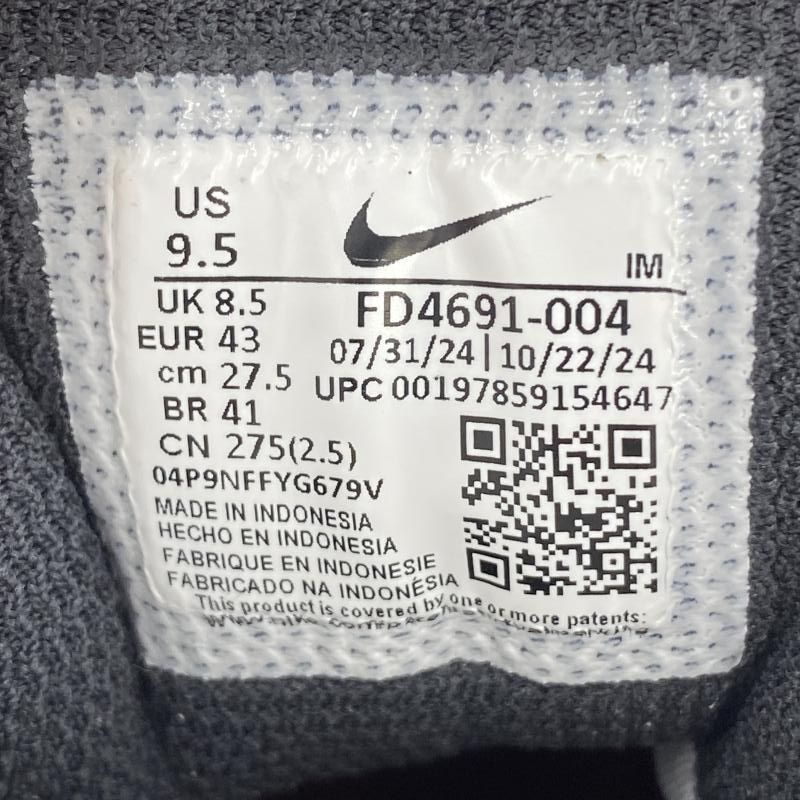 US
9.5
IM
UK 8.5
EUR 43
cm 27.5
BR 41
CN 275(2.5)
FD4691-004
07/31/24 | 10/22/24
UPC 00197859154647
04P9NFFYG679V
MADE IN INDONESIA
HECHO EN INDONESIA
FABRIQUE EN INDONESIE
FABRICADO NA INDONÉSIA
This product is covered by one or more patents: